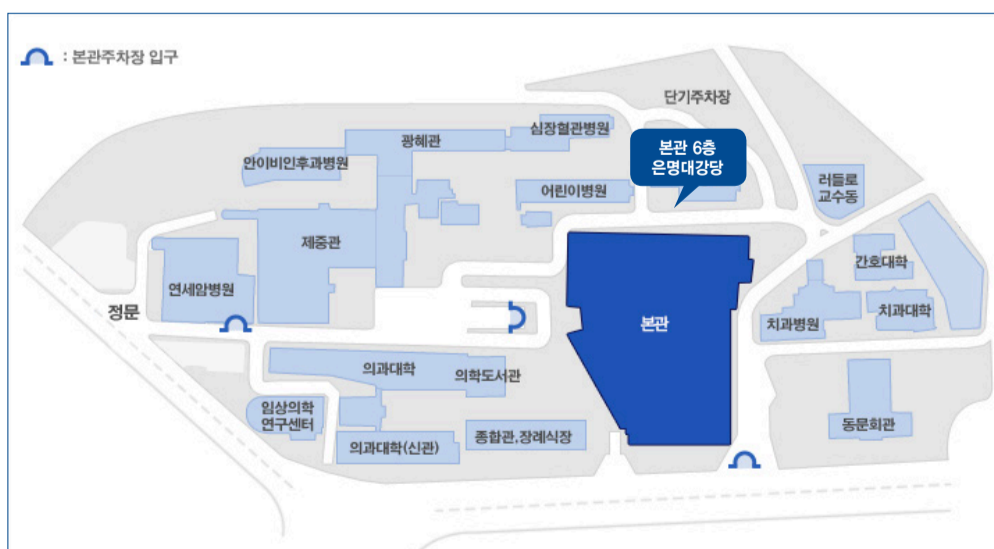 : 본관주차장 입구
단기주차장
심장혈관병원
광혜관
본관 6층
은명대강당
안이비인후과병원
어린이병원
러들로
교수동
제중관
간호대학
연세암병원
정문
치과병원
치과대학
본관
의과대학
의학도서관
임상의학
연구센터
동문회관
종합관,장례식장
의과대학(신관)